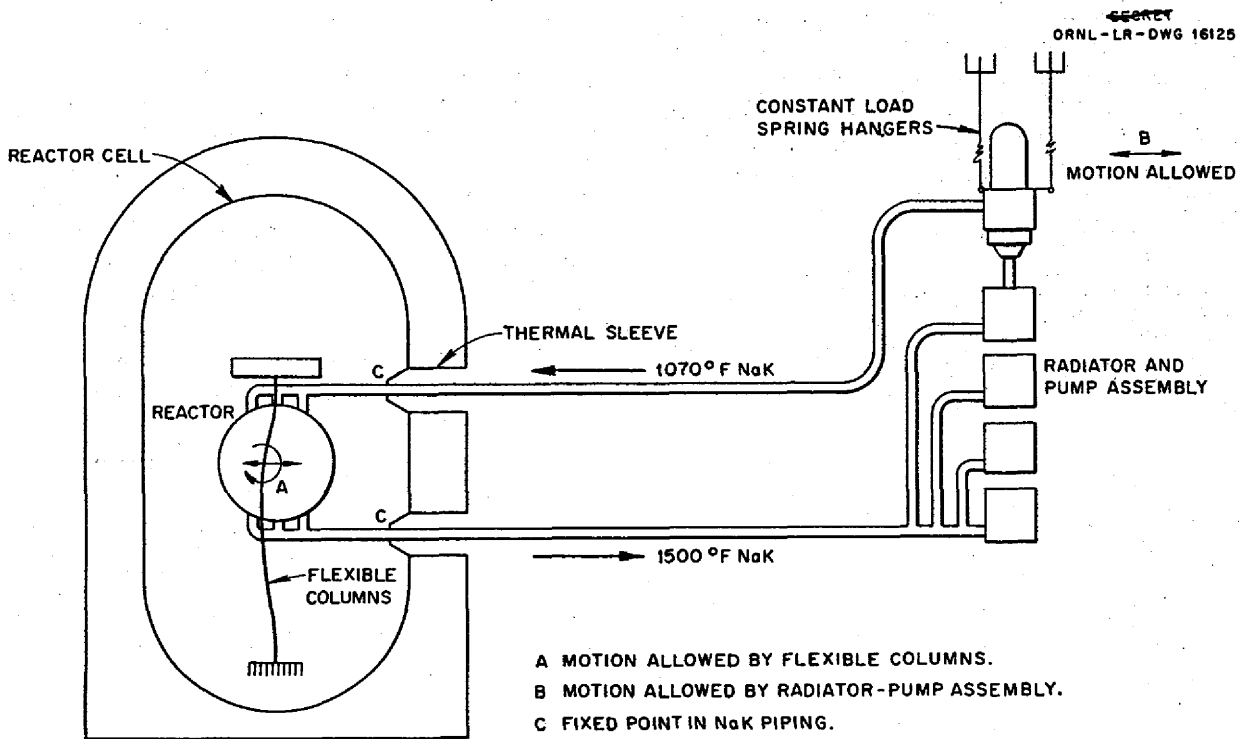 SECRET
ORNL-LR-DWG 16125
CONSTANT LOAD
SPRING HANGERS
B
MOTION ALLOWED
REACTOR CELL
THERMAL SLEEVE
C
1070°F NaK
RADIATOR AND
PUMP ASSEMBLY
REACTOR
A
C
1500°F NaK
FLEXIBLE
COLUMNS
A MOTION ALLOWED BY FLEXIBLE COLUMNS.
B MOTION ALLOWED BY RADIATOR-PUMP ASSEMBLY.
C FIXED POINT IN NaK PIPING.